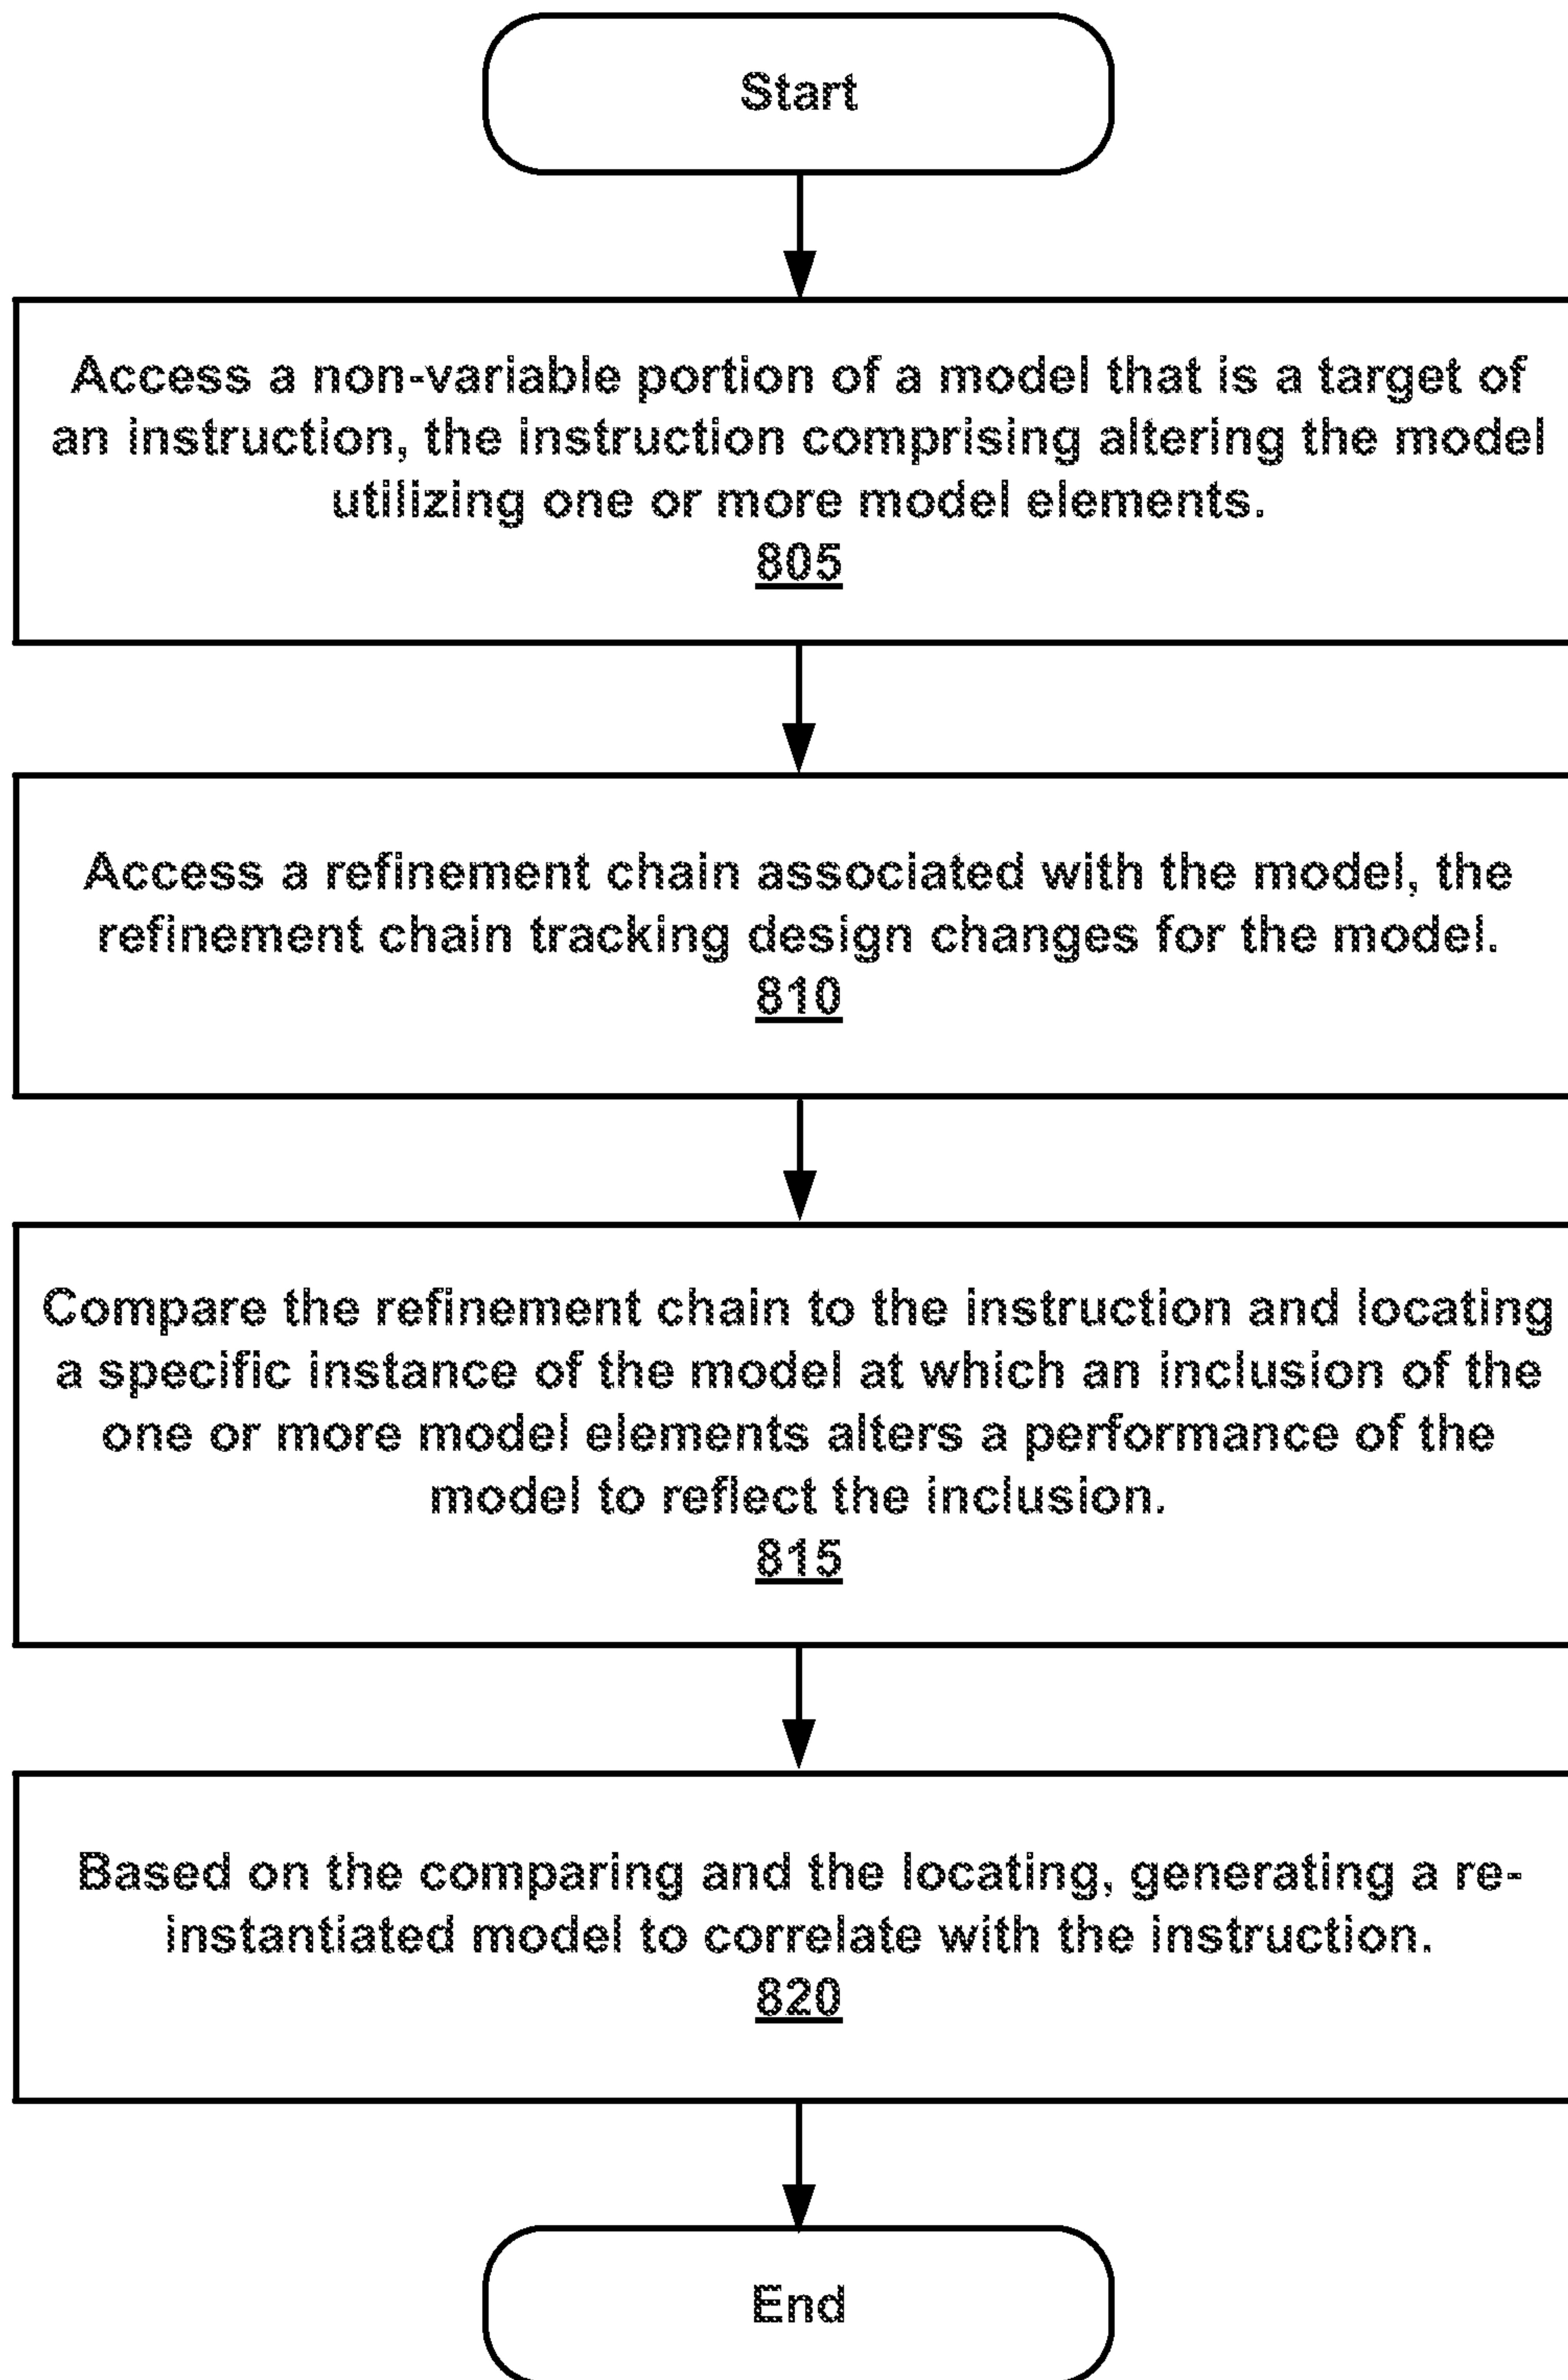 Start
Access a non-variable portion of a model that is a target of
an instruction, the instruction comprising altering the model
utilizing one or more model elements.
805
Access a refinement chain associated with the model, the
refinement chain tracking design changes for the model.
810
Compare the refinement chain to the instruction and locating
a specific instance of the model at which an inclusion of the
one or more model elements alters a performance of the
model to reflect the inclusion.
815
Based on the comparing and the locating, generating a re-
instantiated model to correlate with the instruction.
820
End